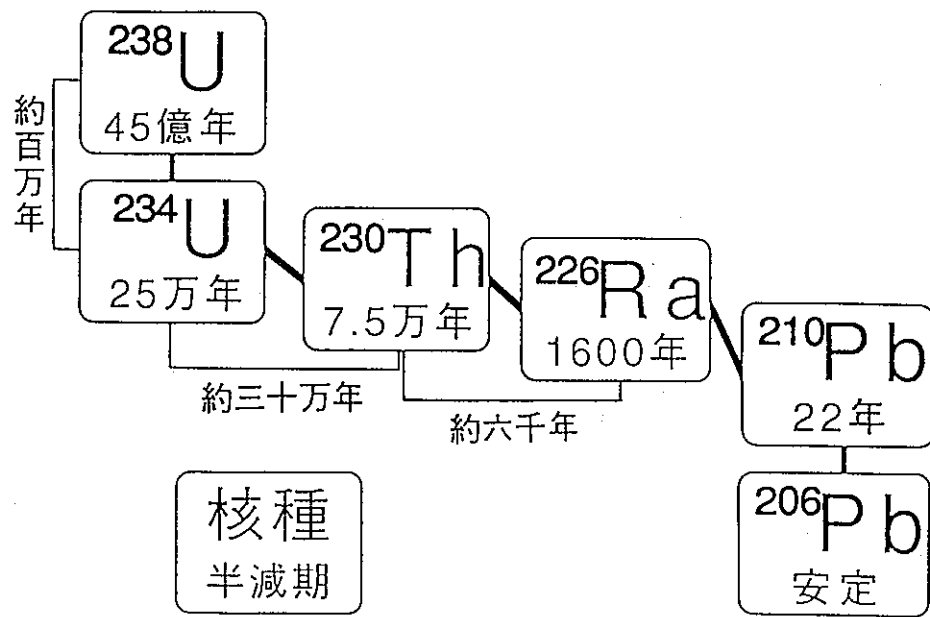 238U
45億年
約百万年
234U
25万年
230Th
7.5万年
226Ra
1600年
210Pb
22年
約三十万年
約六千年
206Pb
安定
核種
半減期